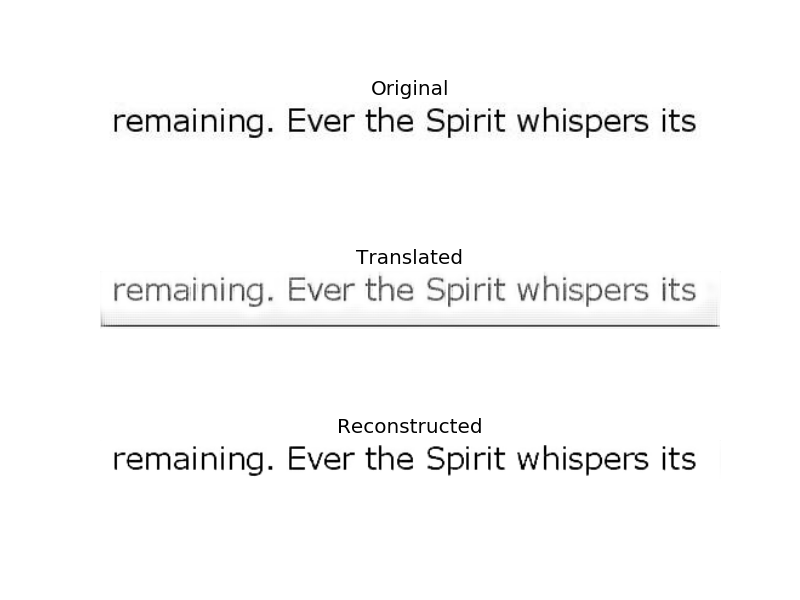 Original
remaining. Ever the Spirit whispers its
Translated
remaining. Ever the Spirit whispers its
Reconstructed
remaining. Ever the Spirit whispers its